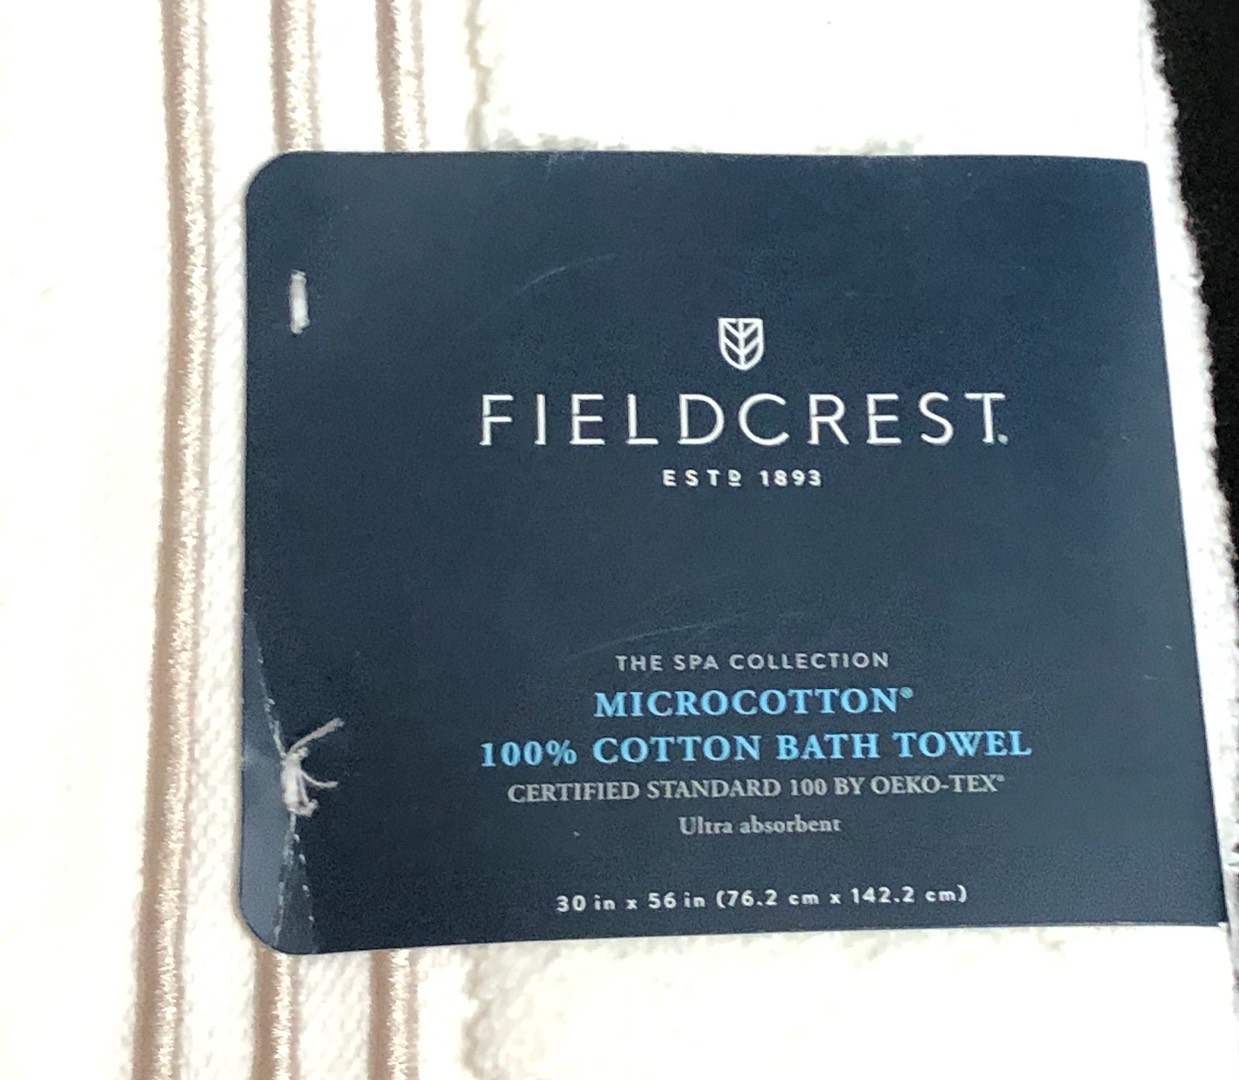 FIELDCREST.
ESTD 1893
THE SPA COLLECTION
MICROCOTTON®
100% COTTON BATH TOWEL
CERTIFIED STANDARD 100 BY OEKO-TEX®
Ultra absorbent
30 in x 56 in (76.2 cm x 142.2 cm)